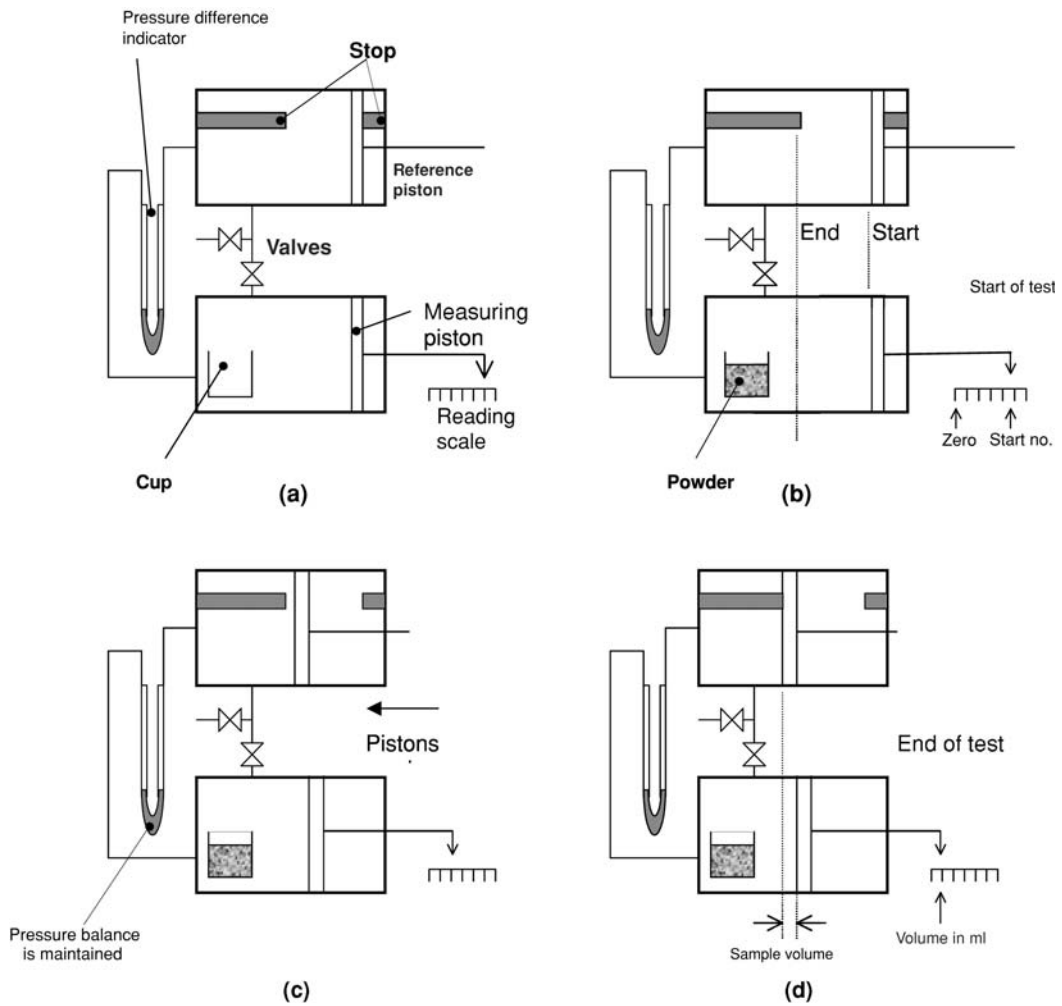 Pressure difference
indicator
Stop
Reference
piston
Valves
Measuring
piston
Reading
scale
Cup
(a)
End
Start
Start of test
Zero
Start no.
Powder
(b)
Pistons
Pressure balance
is maintained
(c)
End of test
Sample volume
Volume in ml
(d)